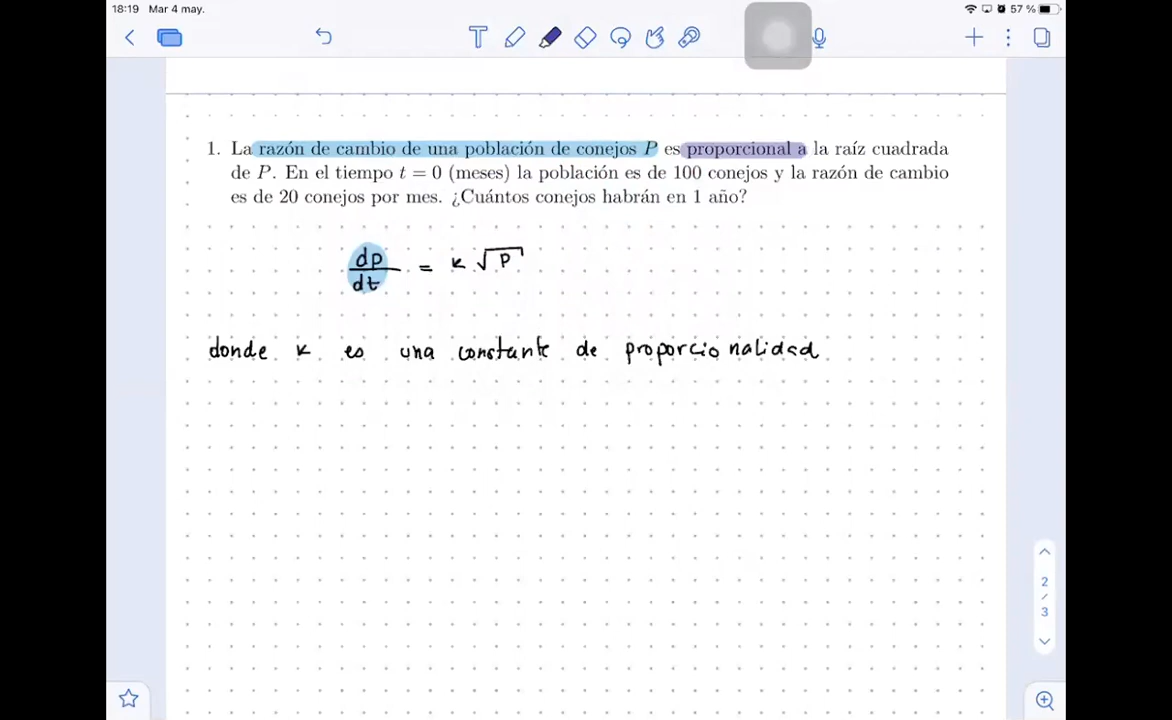 18:19 Mar 4 may. 57 %
1. La razón de cambio de una población de conejos P es proporcional a la raíz cuadrada
de P. En el tiempo t = 0 (meses) la población es de 100 conejos y la razón de cambio
es de 20 conejos por mes. ¿Cuántos conejos habrán en 1 año?
dp/dt = k √p
donde k es una constante de proporcionalidad
2
/
3